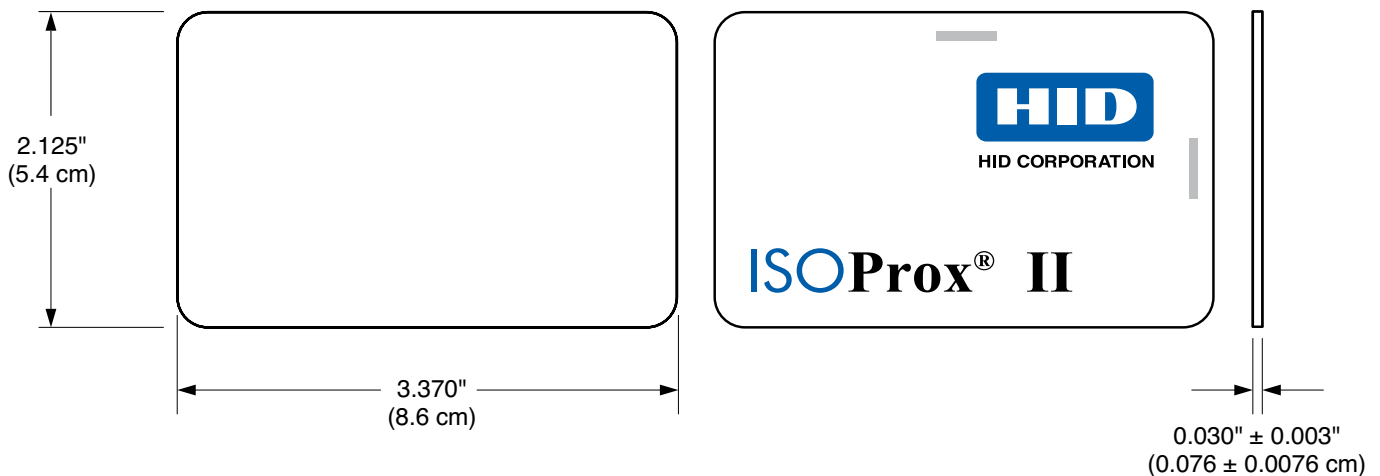 2.125"
(5.4 cm)
3.370"
(8.6 cm)
HID
HID CORPORATION
ISOProx® II
0.030" ± 0.003"
(0.076 ± 0.0076 cm)